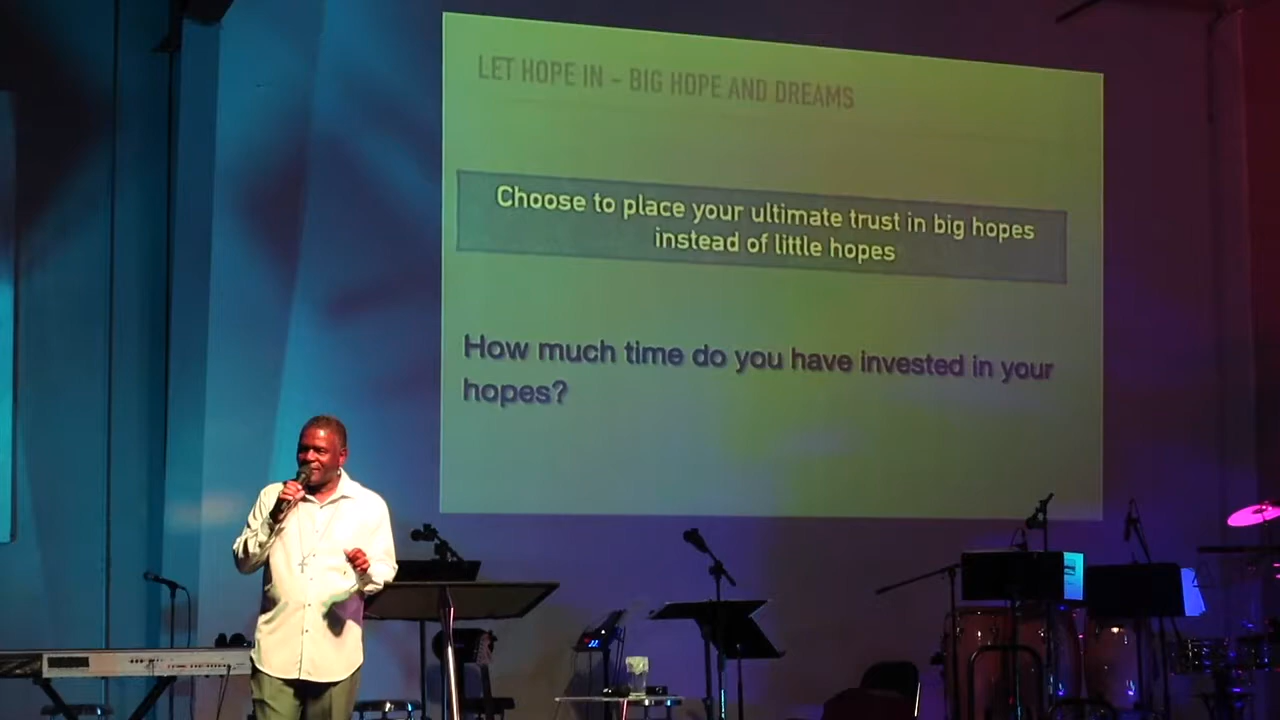 LET HOPE IN - BIG HOPE AND DREAMS
Choose to place your ultimate trust in big hopes
instead of little hopes
How much time do you have invested in your
hopes?